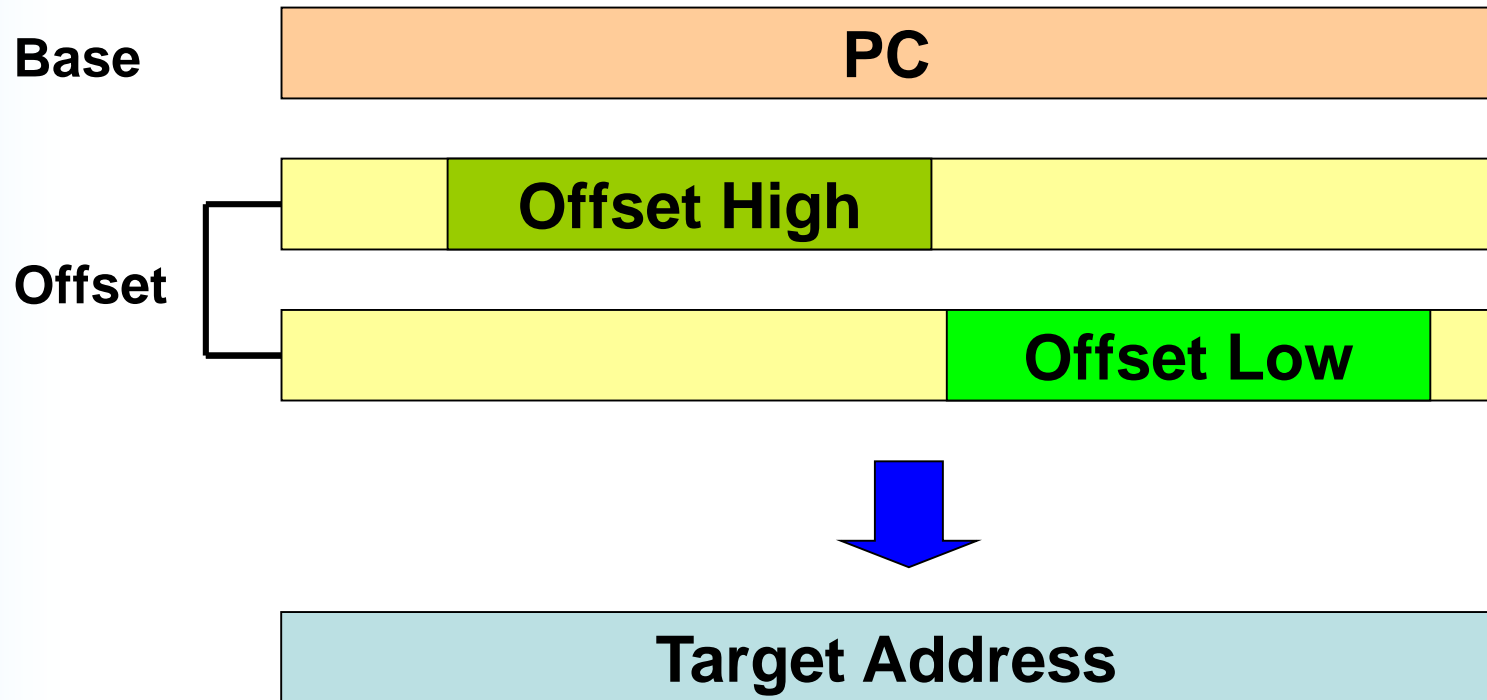 Base
PC
Offset High
Offset
Offset Low
Target Address